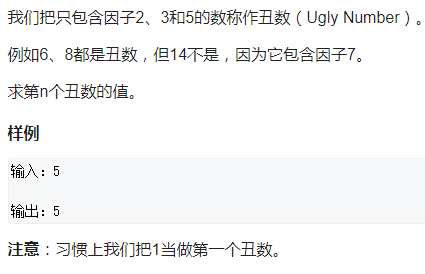 我们把只包含因子2、3和5的数称作丑数（Ugly Number）。
例如6、8都是丑数，但14不是，因为它包含因子7。
求第n个丑数的值。
样例
输入：5
输出：5
注意：习惯上我们把1当做第一个丑数。